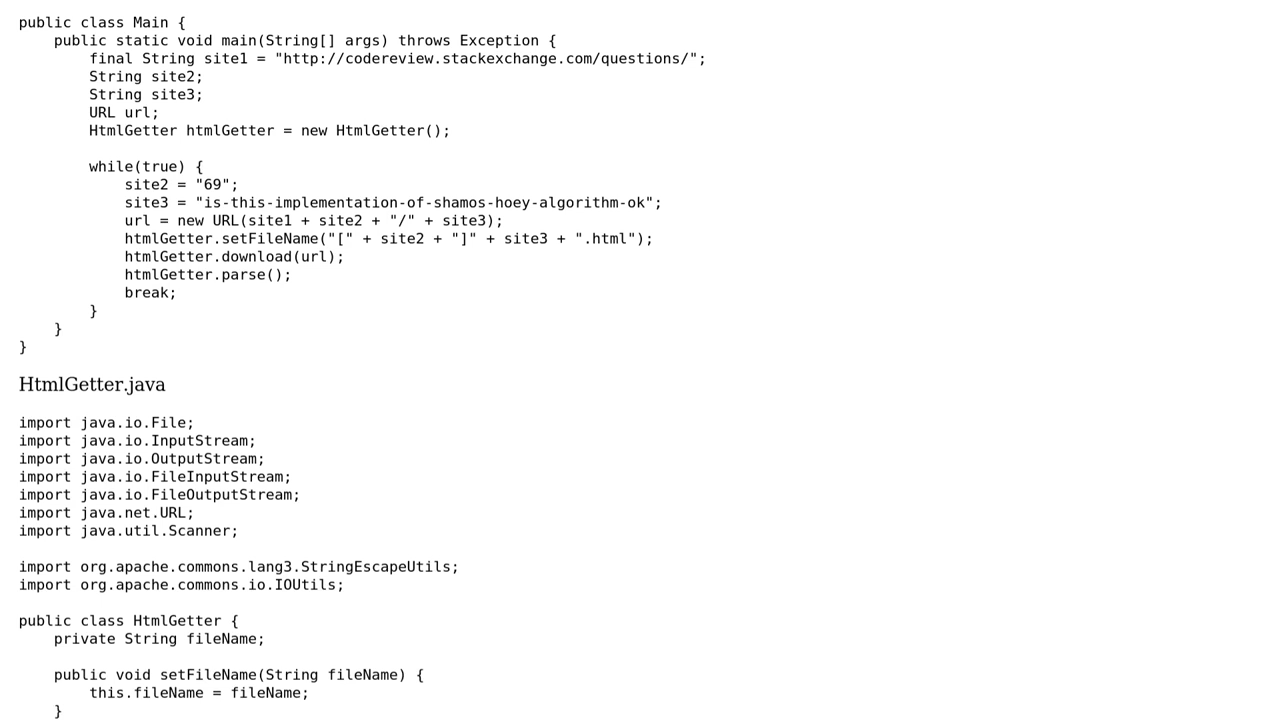 public class Main {
    public static void main(String[] args) throws Exception {
        final String site1 = "http://codereview.stackexchange.com/questions/";
        String site2;
        String site3;
        URL url;
        HtmlGetter htmlGetter = new HtmlGetter();

        while(true) {
            site2 = "69";
            site3 = "is-this-implementation-of-shamos-hoey-algorithm-ok";
            url = new URL(site1 + site2 + "/" + site3);
            htmlGetter.setFileName("[" + site2 + "]" + site3 + ".html");
            htmlGetter.download(url);
            htmlGetter.parse();
            break;
        }
    }
}
HtmlGetter.java
import java.io.File;
import java.io.InputStream;
import java.io.OutputStream;
import java.io.FileInputStream;
import java.io.FileOutputStream;
import java.net.URL;
import java.util.Scanner;

import org.apache.commons.lang3.StringEscapeUtils;
import org.apache.commons.io.IOUtils;

public class HtmlGetter {
    private String fileName;

    public void setFileName(String fileName) {
        this.fileName = fileName;
    }